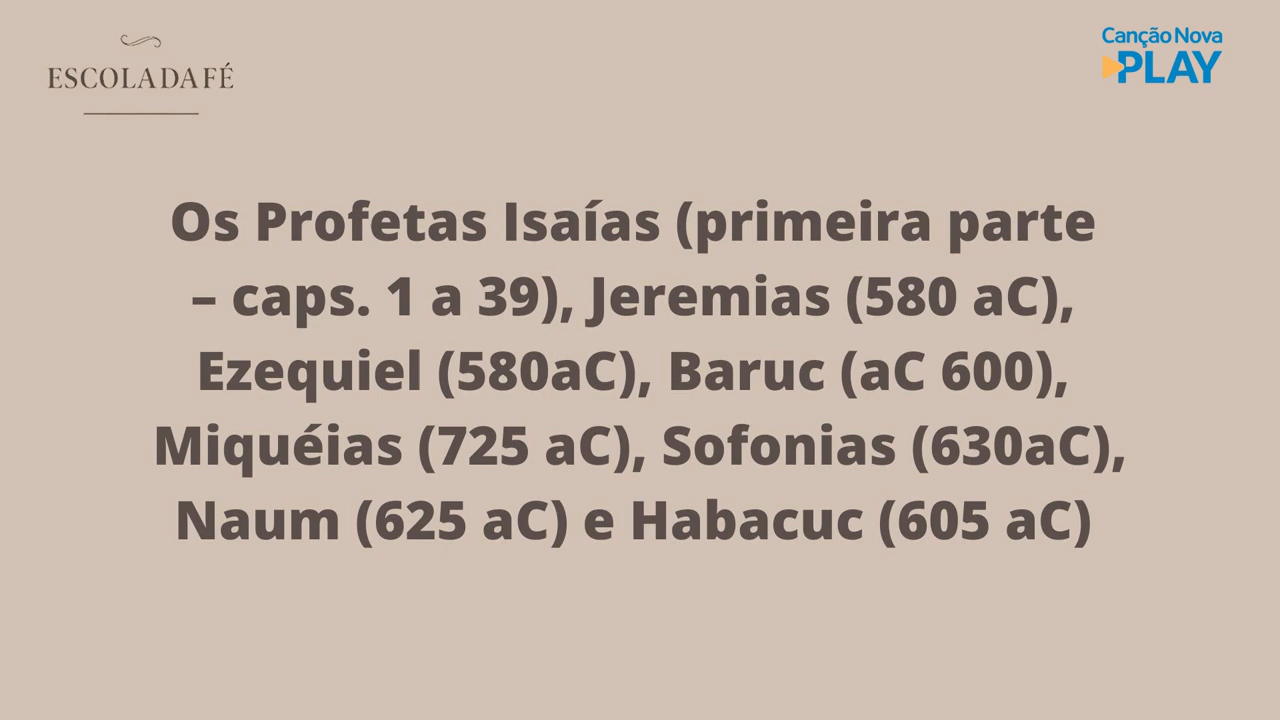 ESCOLADAFÉ
Canção Nova
PLAY
Os Profetas Isaías (primeira parte
– caps. 1 a 39), Jeremias (580 aC),
Ezequiel (580aC), Baruc (aC 600),
Miquéias (725 aC), Sofonias (630aC),
Naum (625 aC) e Habacuc (605 aC)